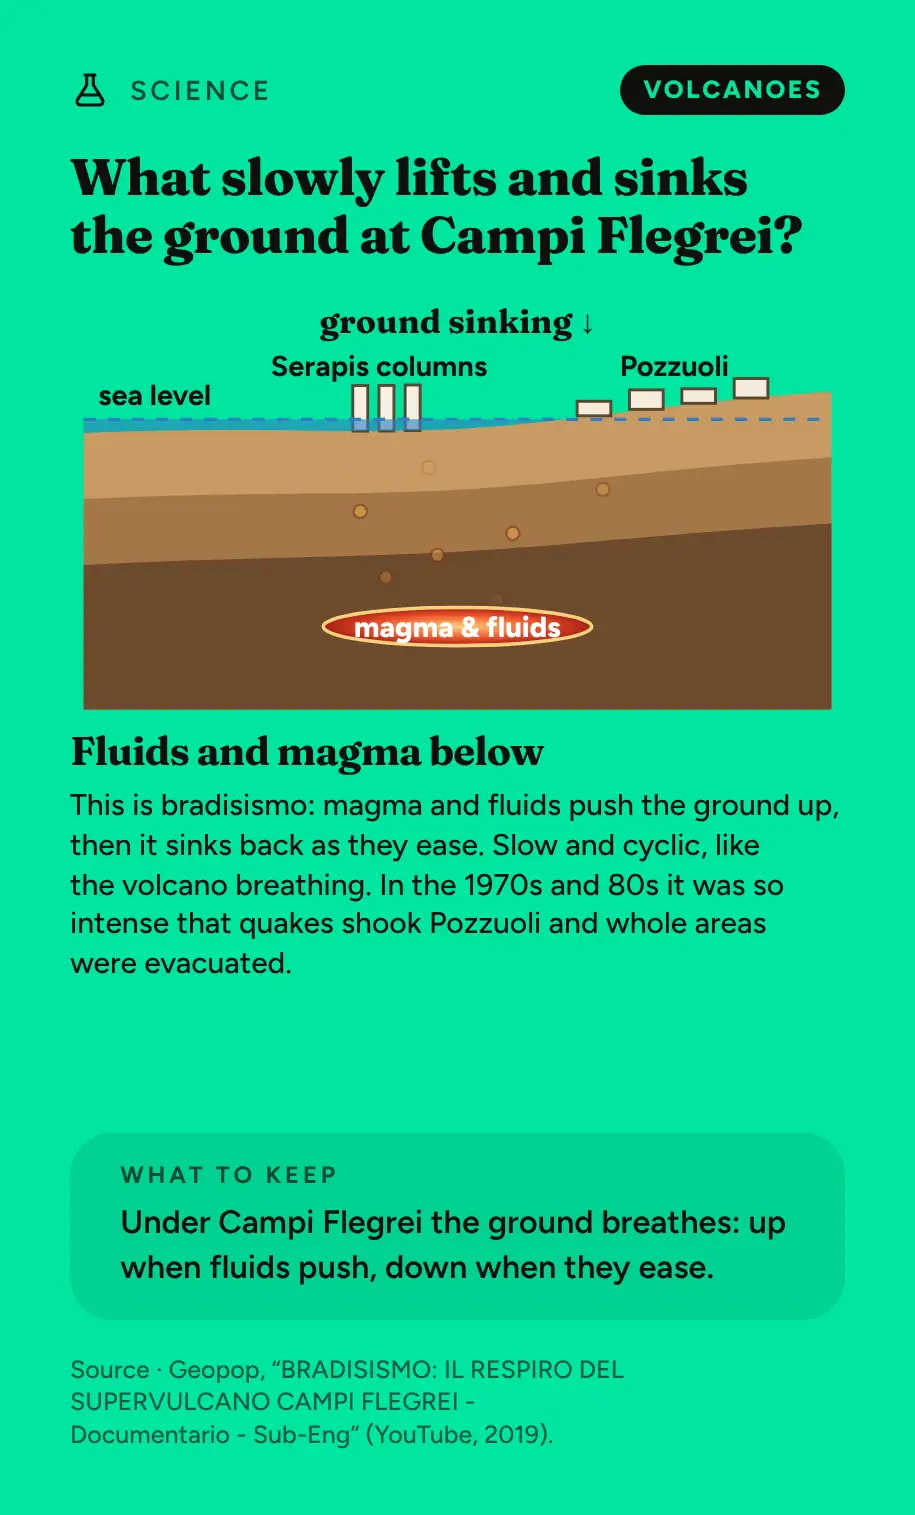 SCIENCE
VOLCANOES
What slowly lifts and sinks
the ground at Campi Flegrei?
ground sinking ↓
Serapis columns
Pozzuoli
sea level
magma & fluids
Fluids and magma below
This is bradisismo: magma and fluids push the ground up,
then it sinks back as they ease. Slow and cyclic, like
the volcano breathing. In the 1970s and 80s it was so
intense that quakes shook Pozzuoli and whole areas
were evacuated.
WHAT TO KEEP
Under Campi Flegrei the ground breathes: up
when fluids push, down when they ease.
Source · Geopop, “BRADISISMO: IL RESPIRO DEL
SUPERVULCANO CAMPI FLEGREI -
Documentario - Sub-Eng” (YouTube, 2019).